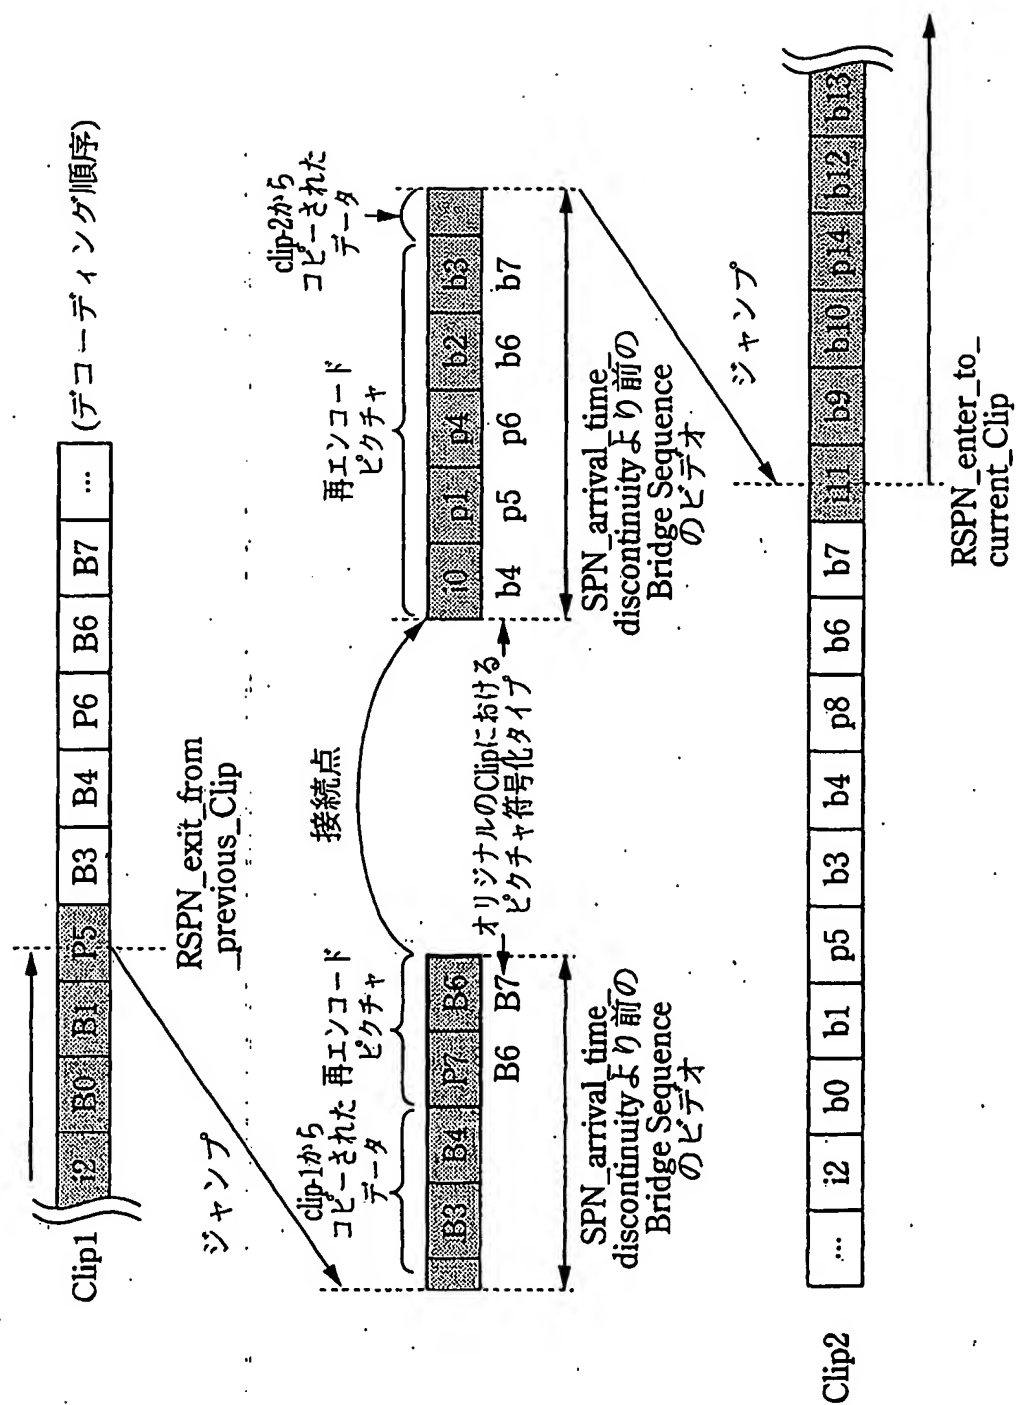 Clip1
i2 B0 B1 P5 B3 B4 P6 B6 B7 ...
(デコーディング順序)
RSPN_exit_from
_previous_Clip
ジャンプ
clip-1から
コピーされた
データ
再エンコード
ピクチャ
接続点
再エンコード
ピクチャ
clip-2から
コピーされた
データ
B3 B4 P7 B6
i0 p1 p4 b2 b3
B6 B7
オリジナルのClipにおける
ピクチャ符号化タイプ
b4 p5 p6 b6 b7
SPN_arrival_time_
discontinuityより前の
Bridge Sequence
のビデオ
SPN_arrival_time_
discontinuityより前の
Bridge Sequence
のビデオ
ジャンプ
Clip2
... i2 b0 b1 p5 b3 b4 p8 b6 b7 i11 b9 b10 p14 b12 b13
RSPN_enter_to_
current_Clip